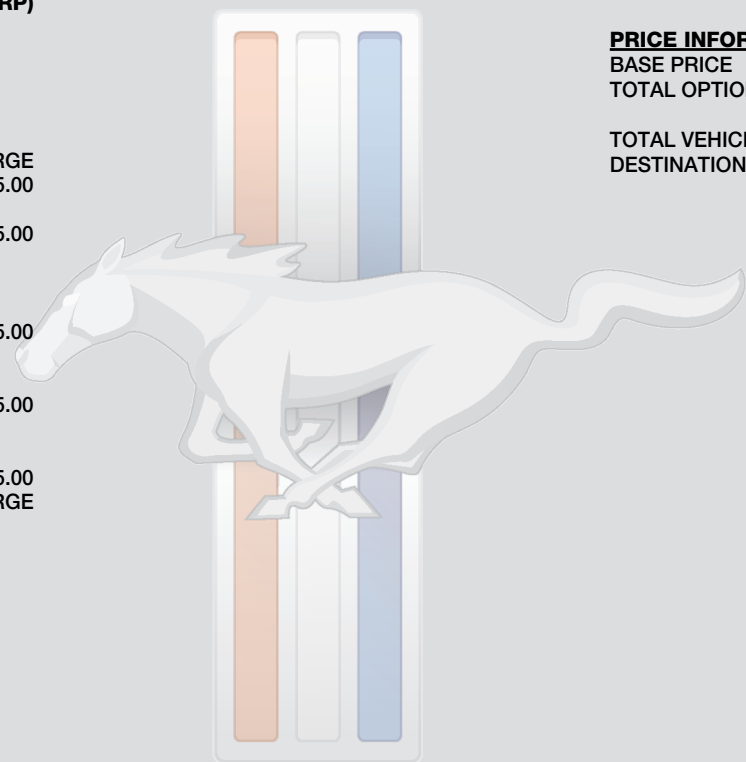 RP)
RGE
5.00
5.00
5.00
5.00
5.00
RGE
PRICE INFOR
BASE PRICE
TOTAL OPTIO
TOTAL VEHICL
DESTINATION